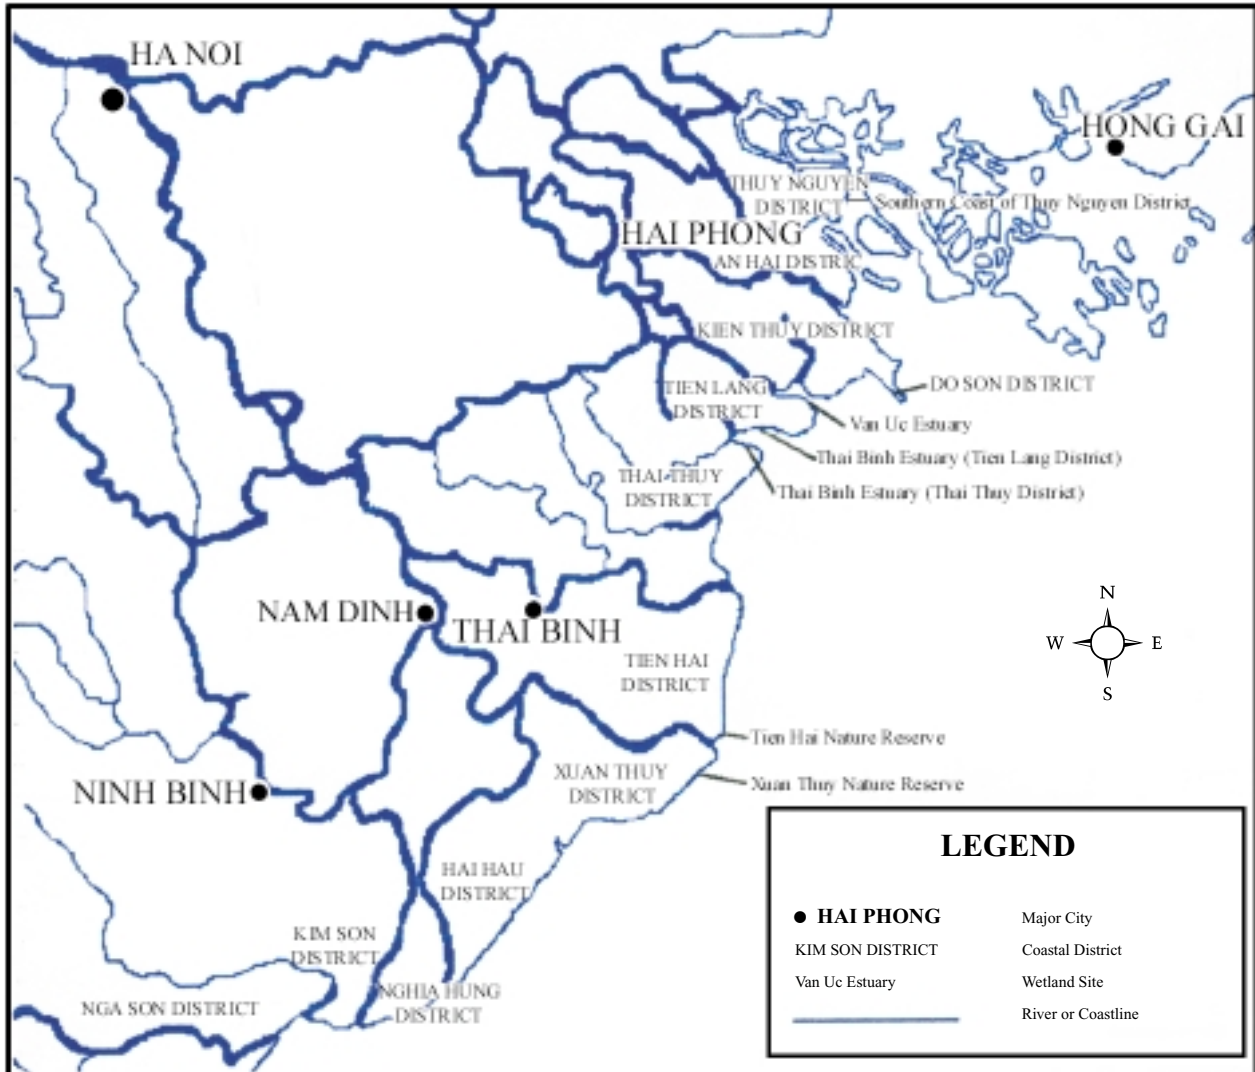 HA NOI
HONG GAI
THUY NGUYEN
DISTRICT
Southern Coast of Thuy Nguyen District
HAI PHONG
AN HAI DISTRIC
KIEN THUY DISTRICT
TIEN LANG
DISTRICT
DO SON DISTRICT
Van Uc Estuary
Thai Binh Estuary (Tien Lang District)
THAI THUY
DISTRICT
Thai Binh Estuary (Thai Thuy District)
NAM DINH
THAI BINH
N
W
E
S
TIEN HAI
DISTRICT
Tien Hai Nature Reserve
XUAN THUY
DISTRICT
Xuan Thuy Nature Reserve
NINH BINH
HAI HAU
DISTRICT
KIM SON
DISTRICT
NGHIA HUNG
DISTRICT
NGA SON DISTRICT
LEGEND
HAI PHONG Major City
KIM SON DISTRICT Coastal District
Van Uc Estuary Wetland Site
River or Coastline